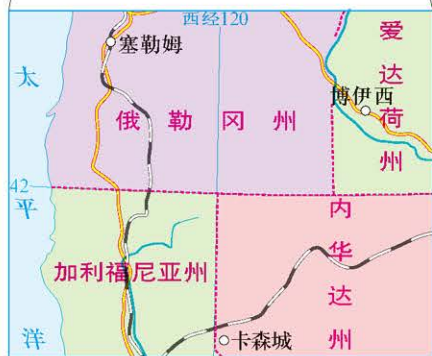 西经120
塞勒姆
太平洋
爱达荷州
博伊西
俄勒冈州
42
内华达州
加利福尼亚州
卡森城